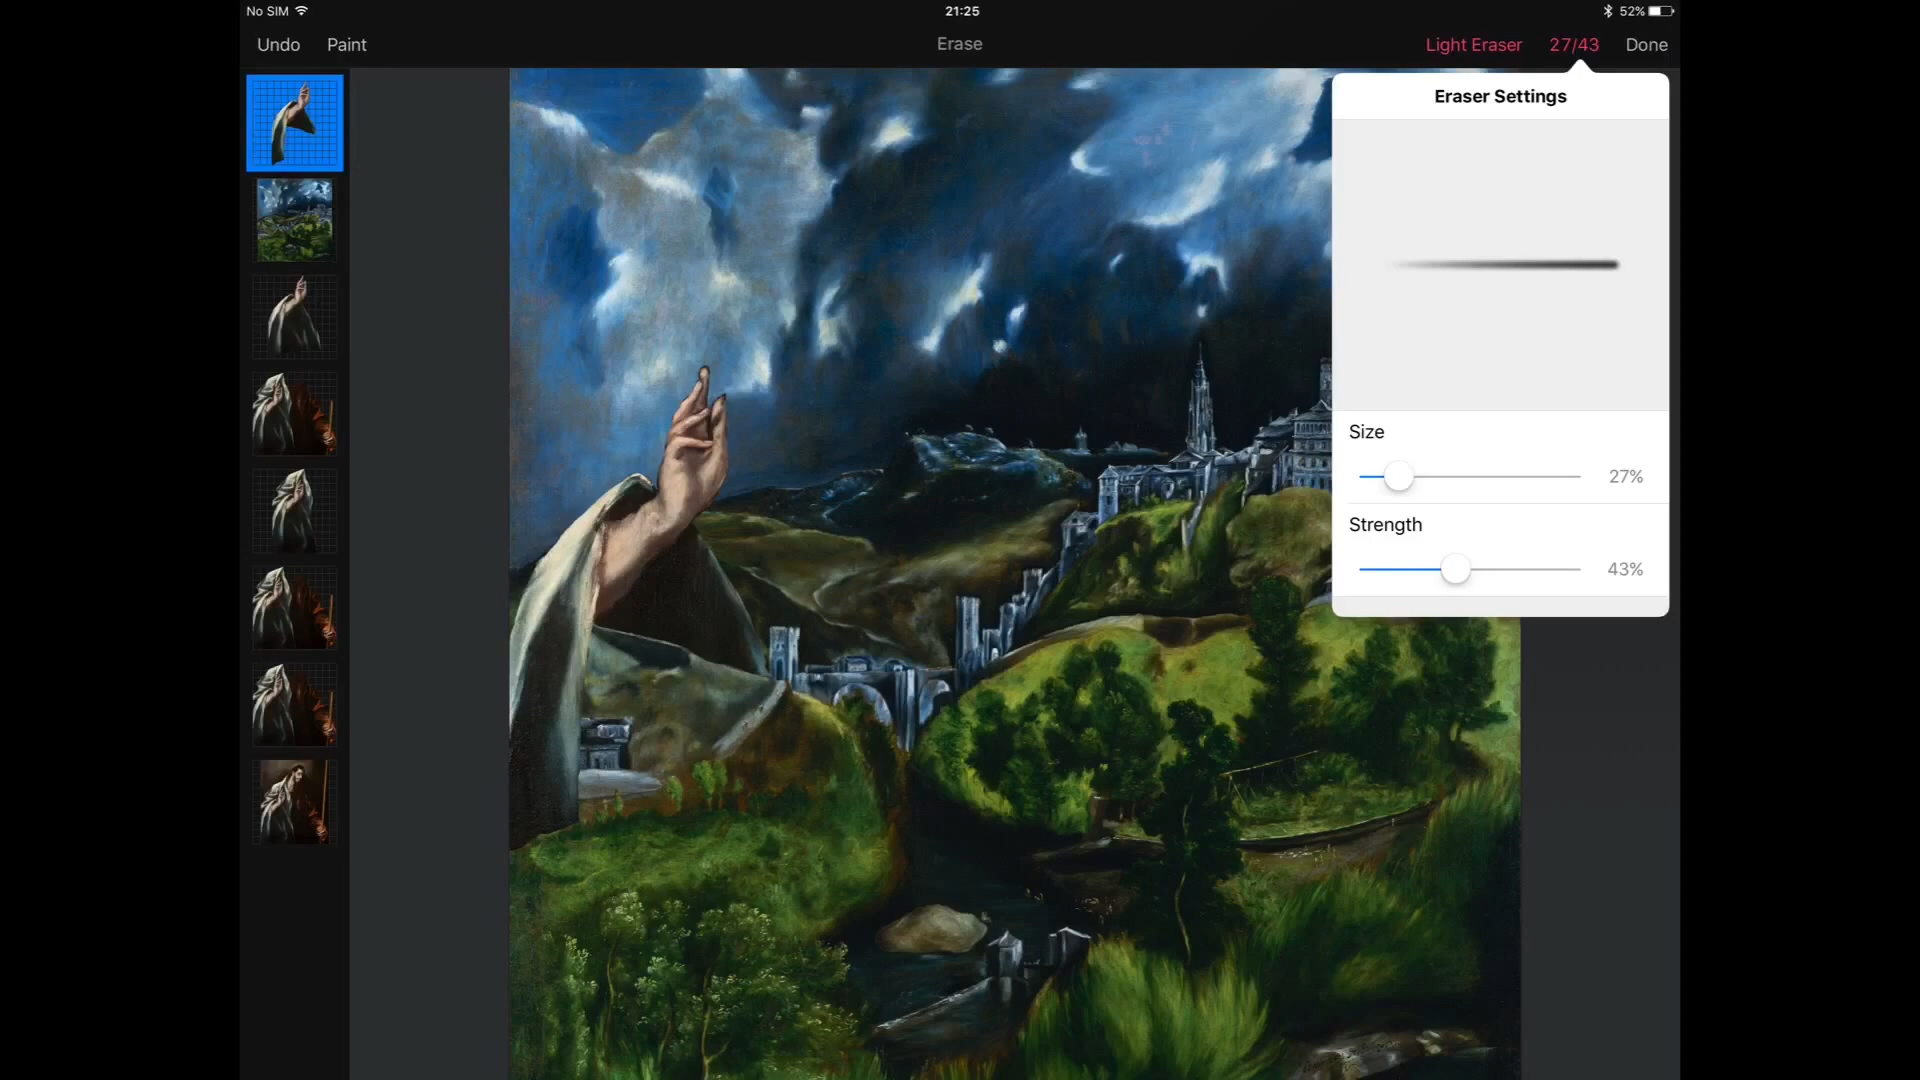 No SIM
21:25
52%
Undo Paint
Erase
Light Eraser 27/43 Done
Eraser Settings
Size
27%
Strength
43%